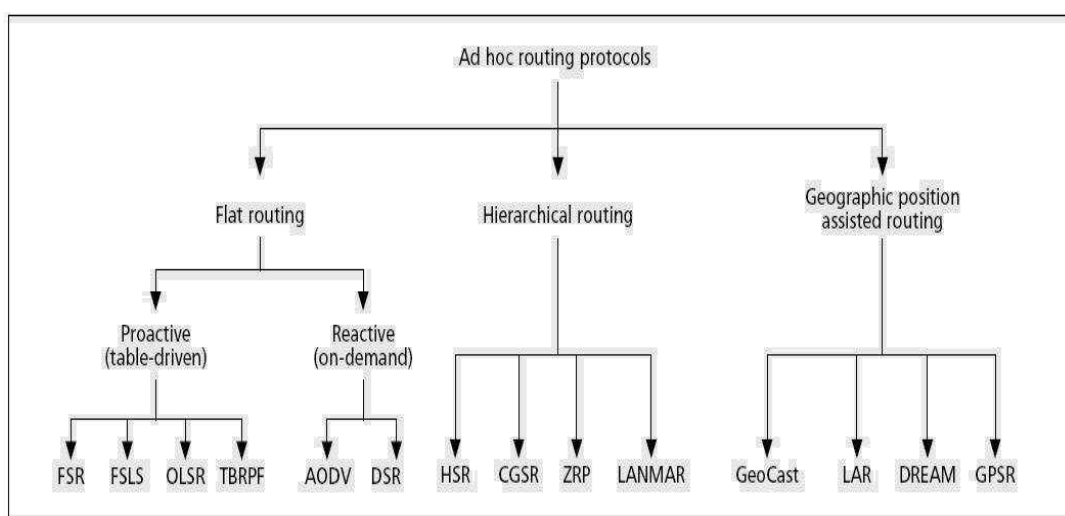 Ad hoc routing protocols
Flat routing
Hierarchical routing
Geographic position
assisted routing
Proactive
(table-driven)
Reactive
(on-demand)
FSR
FSLS
OLSR
TBRPF
AODV
DSR
HSR
CGSR
ZRP
LANMAR
GeoCast
LAR
DREAM
GPSR